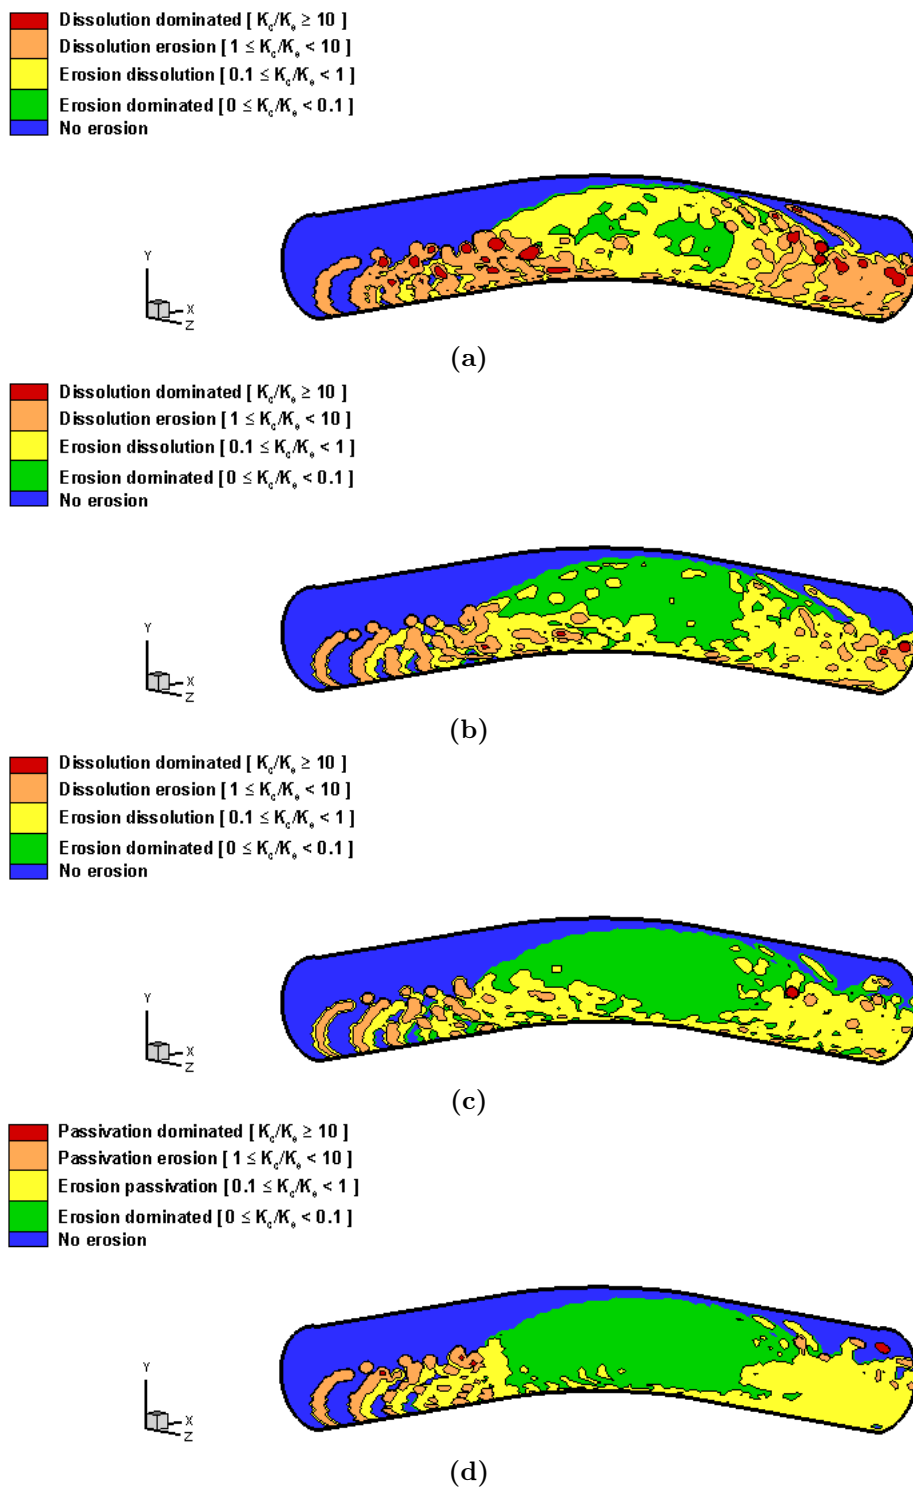 Dissolution dominated [ Kc/Ke ≥ 10 ]
Dissolution erosion [ 1 ≤ Kc/Ke < 10 ]
Erosion dissolution [ 0.1 ≤ Kc/Ke < 1 ]
Erosion dominated [ 0 ≤ Kc/Ke < 0.1 ]
No erosion
Y
X
Z
(a)
Dissolution dominated [ Kc/Ke ≥ 10 ]
Dissolution erosion [ 1 ≤ Kc/Ke < 10 ]
Erosion dissolution [ 0.1 ≤ Kc/Ke < 1 ]
Erosion dominated [ 0 ≤ Kc/Ke < 0.1 ]
No erosion
Y
X
Z
(b)
Dissolution dominated [ Kc/Ke ≥ 10 ]
Dissolution erosion [ 1 ≤ Kc/Ke < 10 ]
Erosion dissolution [ 0.1 ≤ Kc/Ke < 1 ]
Erosion dominated [ 0 ≤ Kc/Ke < 0.1 ]
No erosion
Y
X
Z
(c)
Passivation dominated [ Kc/Ke ≥ 10 ]
Passivation erosion [ 1 ≤ Kc/Ke < 10 ]
Erosion passivation [ 0.1 ≤ Kc/Ke < 1 ]
Erosion dominated [ 0 ≤ Kc/Ke < 0.1 ]
No erosion
Y
X
Z
(d)